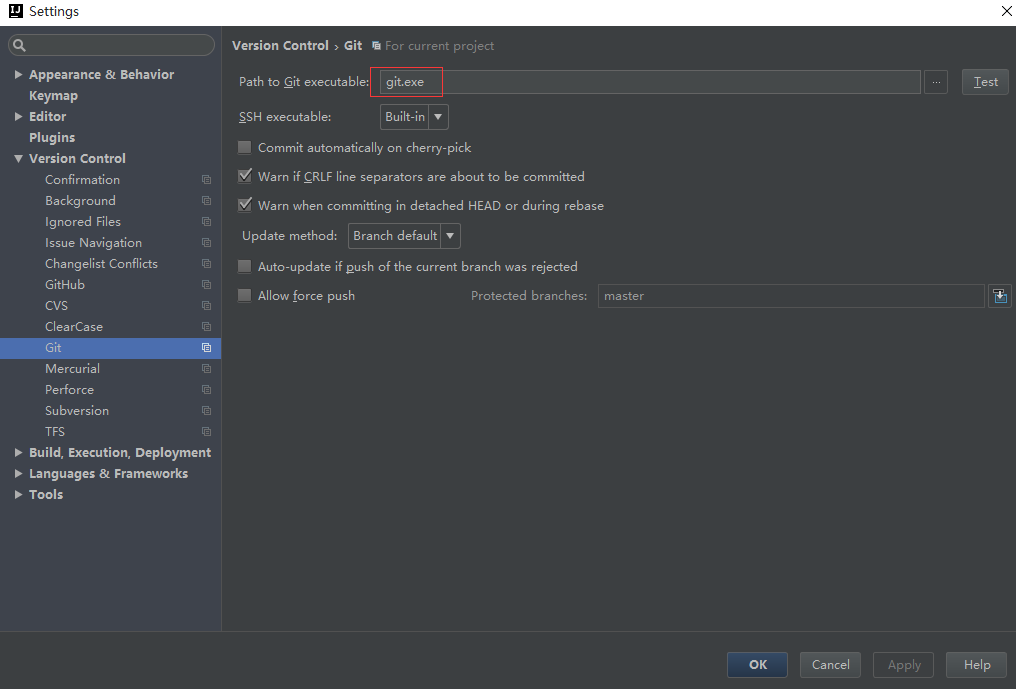 Settings
Version Control › Git For current project
Appearance & Behavior
Keymap
Editor
Plugins
Version Control
Confirmation
Background
Ignored Files
Issue Navigation
Changelist Conflicts
GitHub
CVS
ClearCase
Git
Mercurial
Perforce
Subversion
TFS
Build, Execution, Deployment
Languages & Frameworks
Tools
Path to Git executable: git.exe ... Test
SSH executable: Built-in
Commit automatically on cherry-pick
Warn if CRLF line separators are about to be committed
Warn when committing in detached HEAD or during rebase
Update method: Branch default
Auto-update if push of the current branch was rejected
Allow force push Protected branches: master
OK Cancel Apply Help